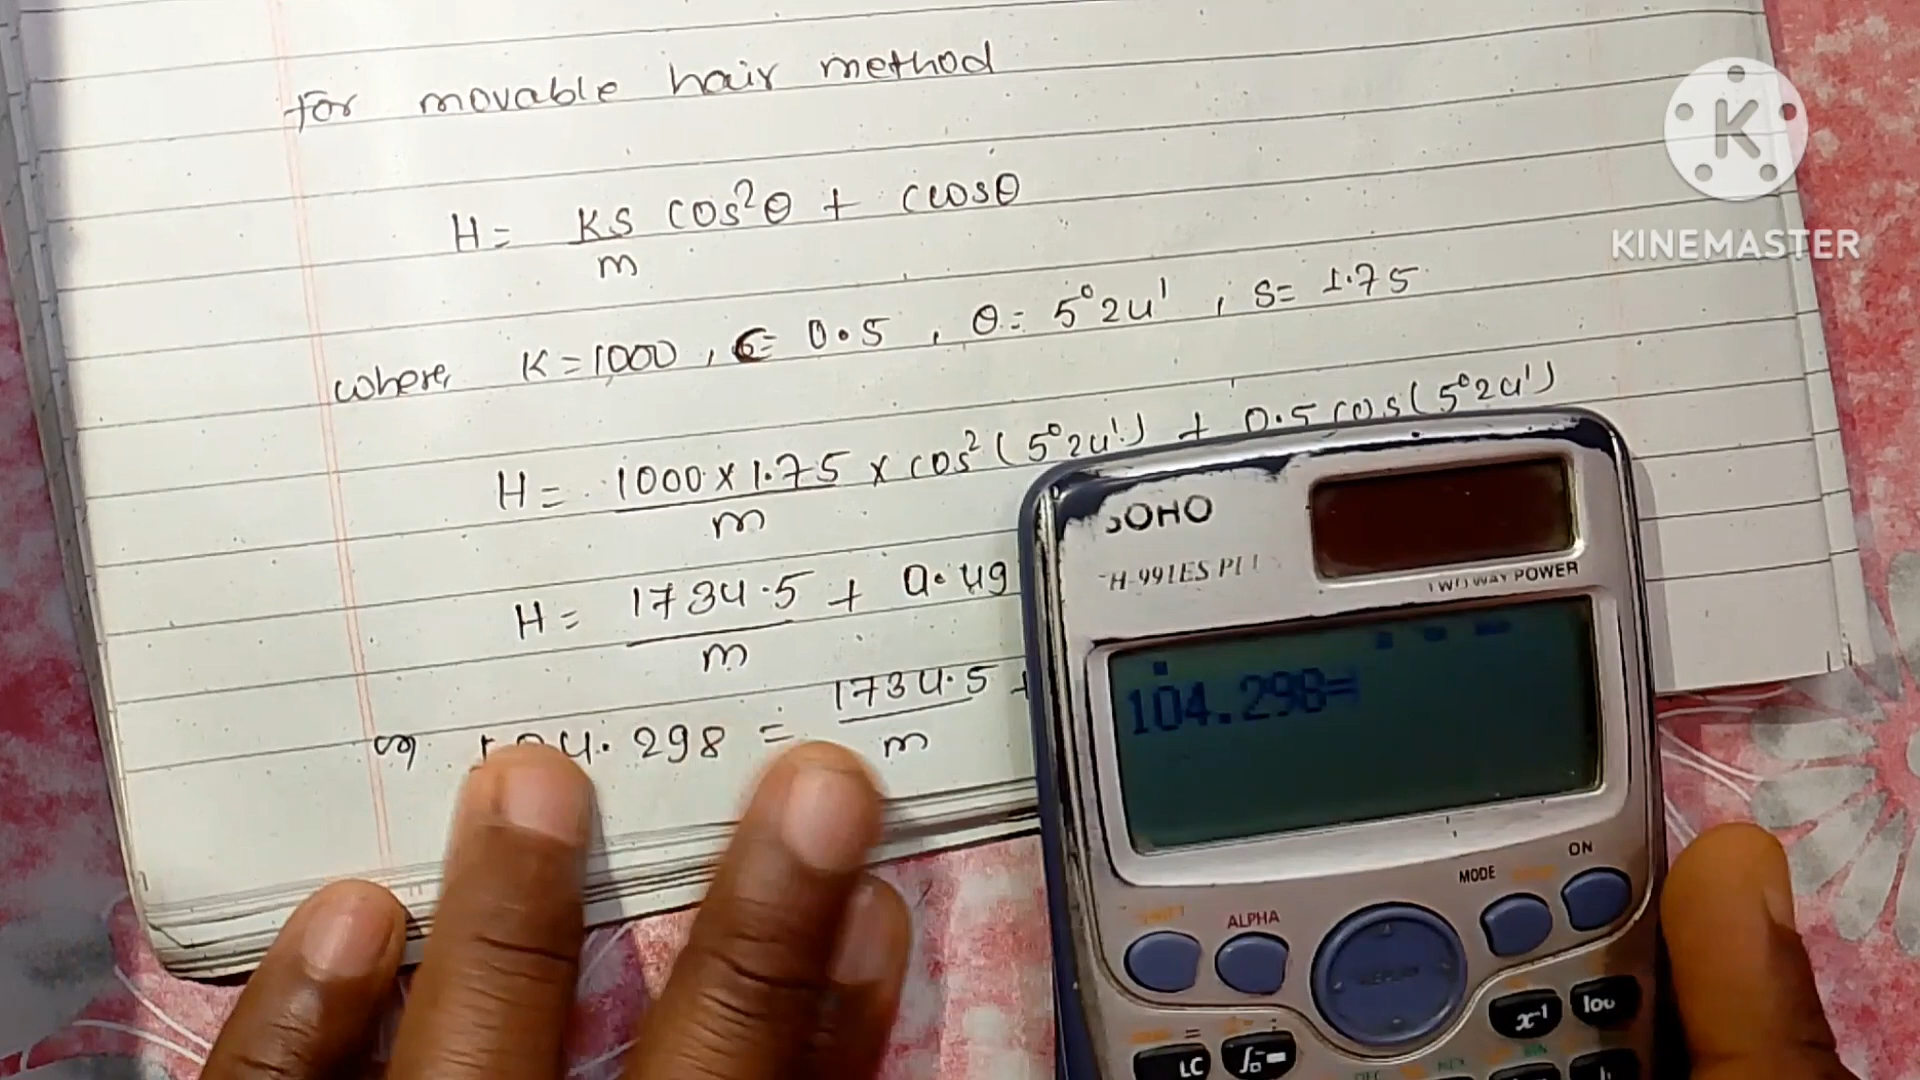 For movable hair method
KINEMASTER
H = KS/m cos²θ + ccosθ
where, K = 1000, C = 0.5, θ = 5°24', S = 1.75
H = 1000 × 1.75/m × cos² (5°24') + 0.5 cos (5°24')
H = 1734.5/m + 0.49
104.298 = 1734.5/m +
SOHO
991ES
TWO WAY POWER
104.298=
MODE
ON
ALPHA
x⁻¹